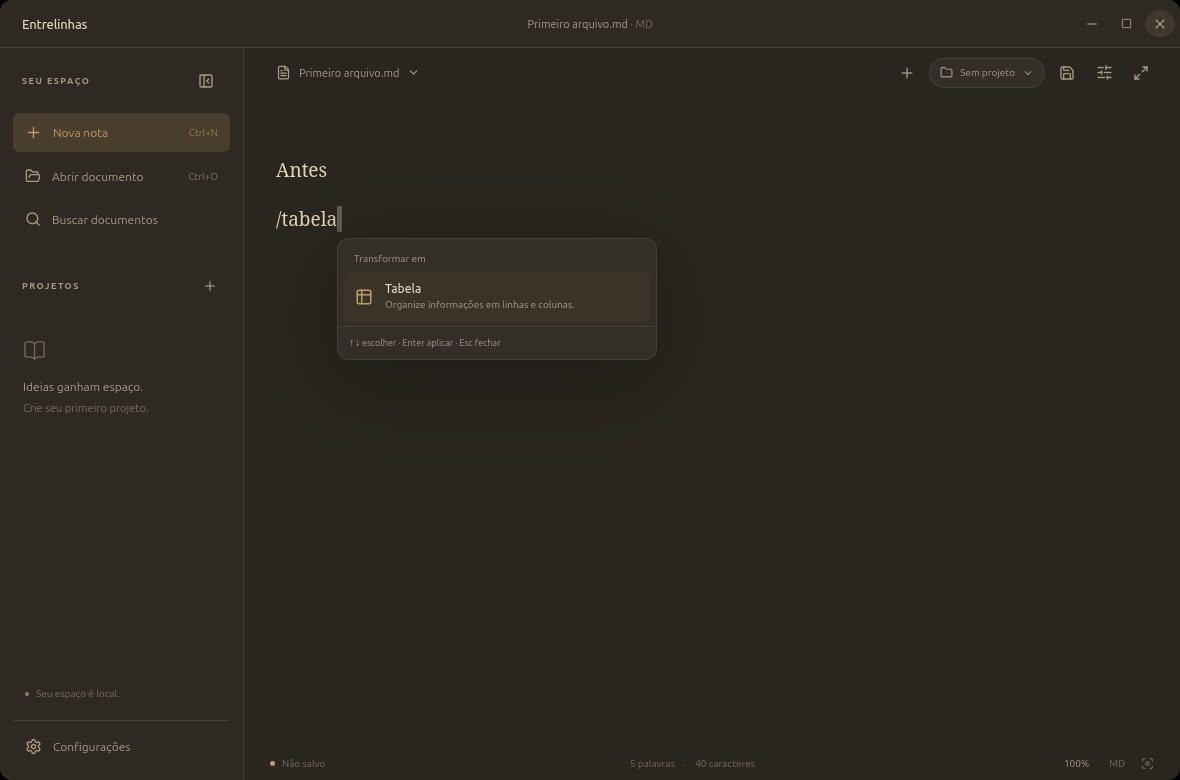 Entrelinhas
Primeiro arquivo.md · MD
SEU ESPAÇO
Nova nota Ctrl+N
Abrir documento Ctrl+O
Buscar documentos
PROJETOS
Ideias ganham espaço.
Crie seu primeiro projeto.
Seu espaço é local.
Configurações
Primeiro arquivo.md
Sem projeto
Antes
/tabela
Transformar em
Tabela
Organize informações em linhas e colunas.
↑↓ escolher · Enter aplicar · Esc fechar
Não salvo
5 palavras · 40 caracteres
100% MD